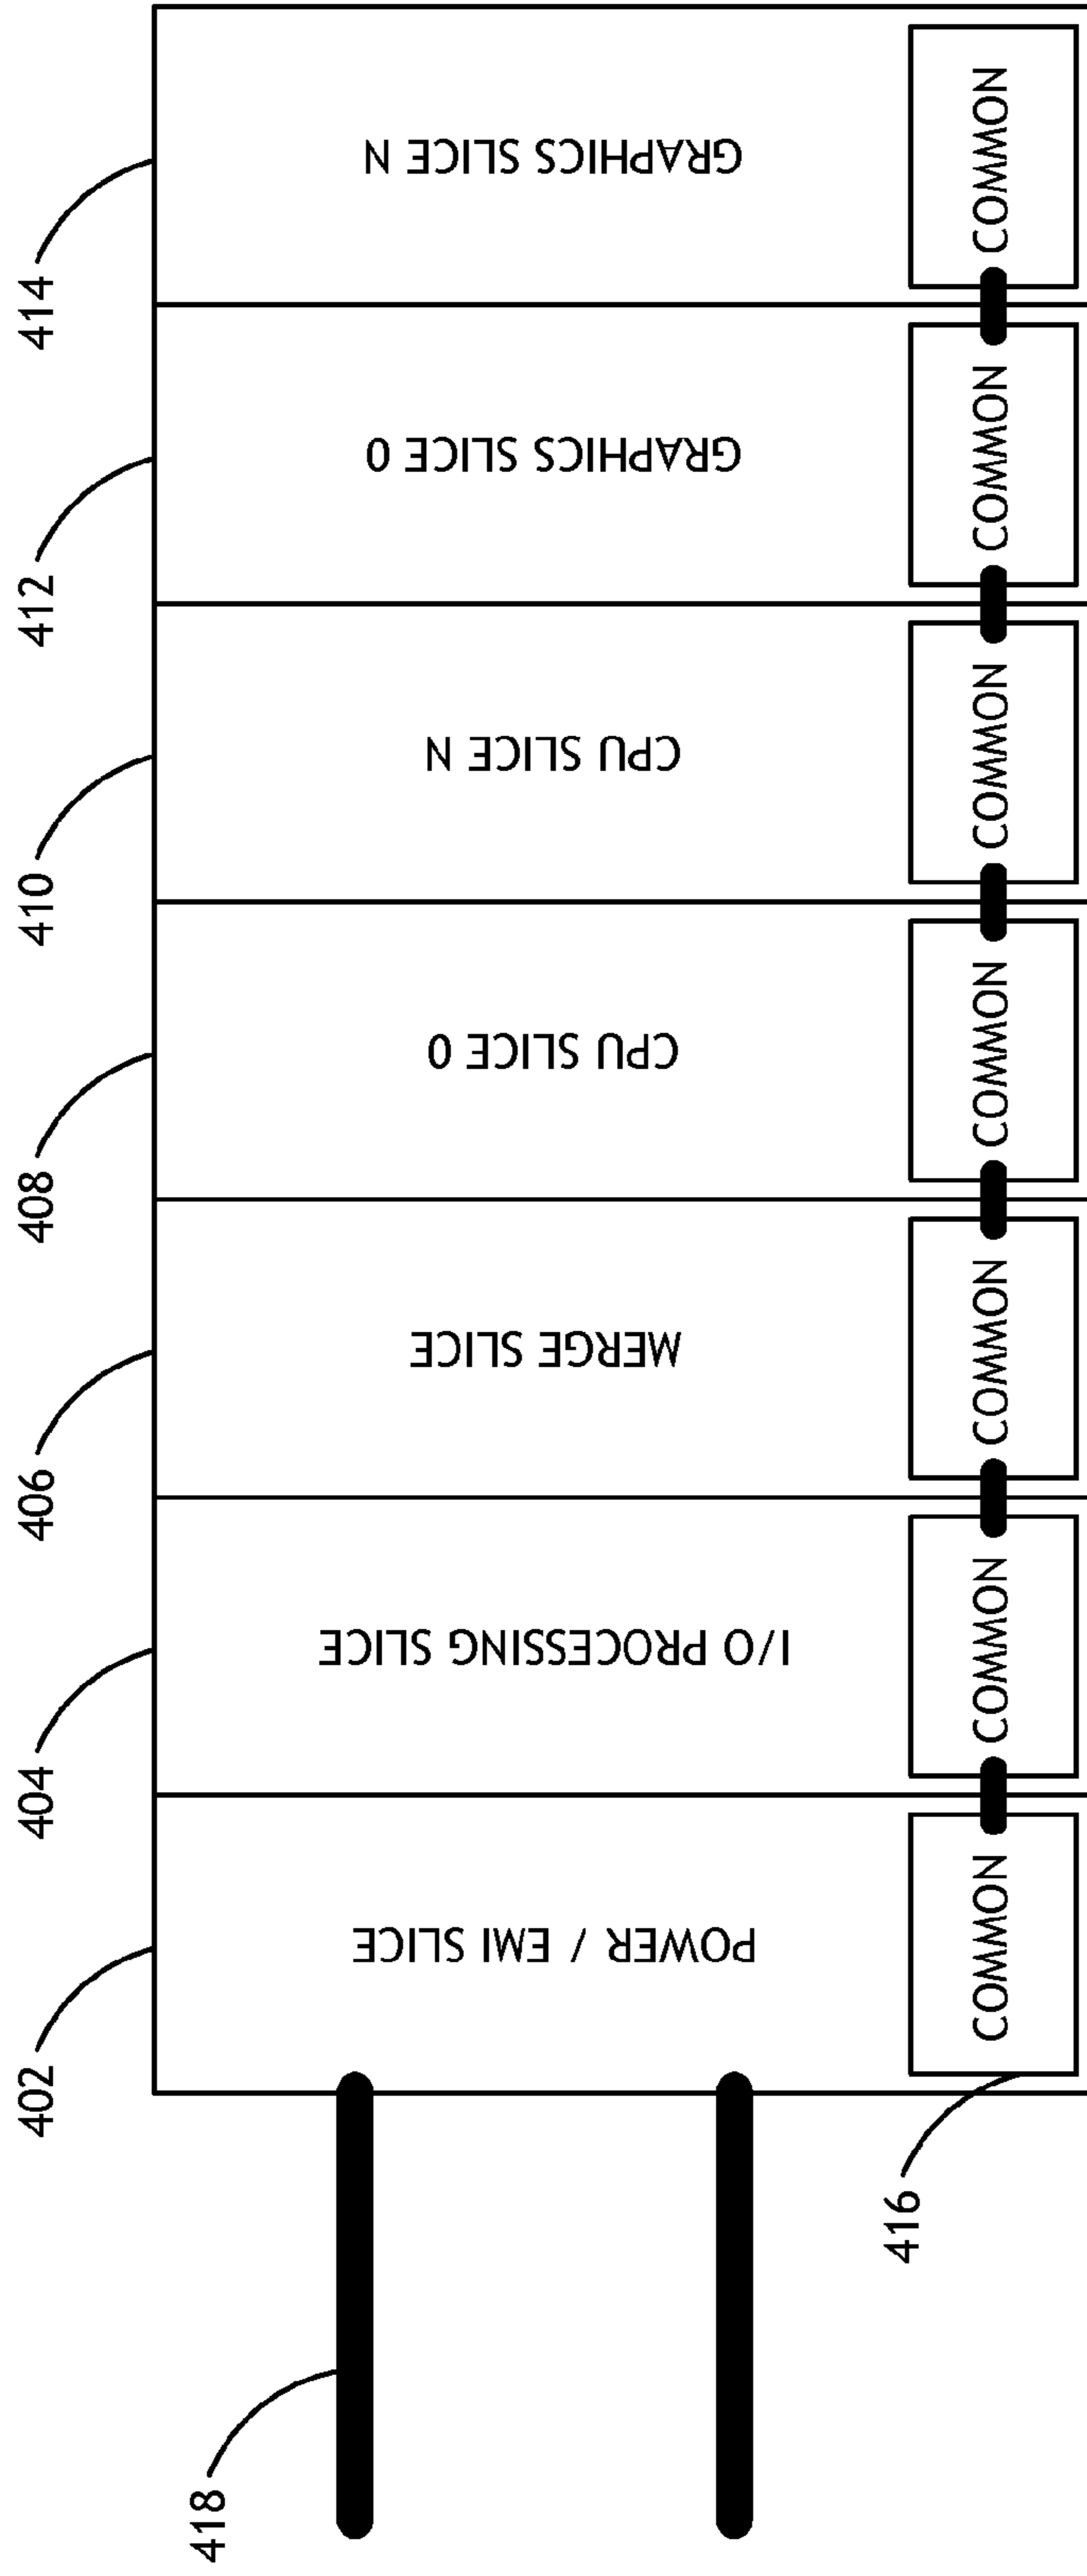 402
404
406
408
410
412
414
POWER / EMI SLICE
I/O PROCESSING SLICE
MERGE SLICE
CPU SLICE 0
CPU SLICE N
GRAPHICS SLICE 0
GRAPHICS SLICE N
COMMON
COMMON
COMMON
COMMON
COMMON
COMMON
COMMON
418
416